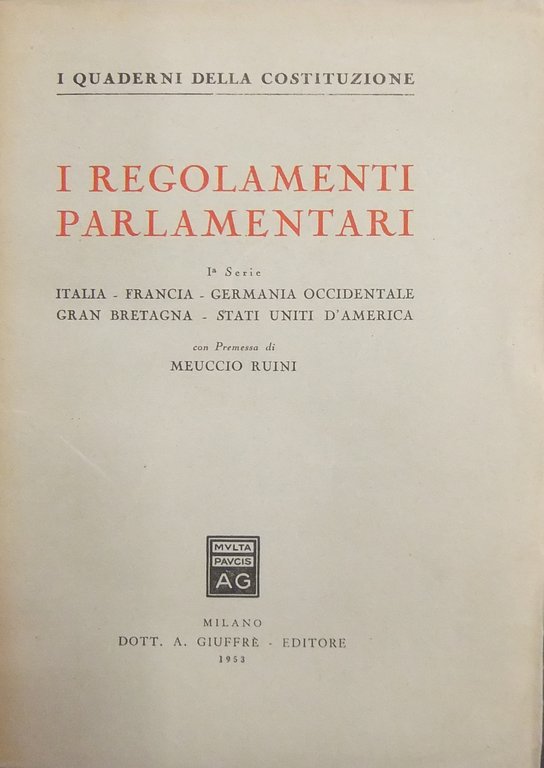 I QUADERNI DELLA COSTITUZIONE
I REGOLAMENTI
PARLAMENTARI
Iª Serie
ITALIA - FRANCIA - GERMANIA OCCIDENTALE
GRAN BRETAGNA - STATI UNITI D'AMERICA
con Premessa di
MEUCCIO RUINI
MVLTA
PAVCIS
AG
MILANO
DOTT. A. GIUFFRÈ - EDITORE
1953